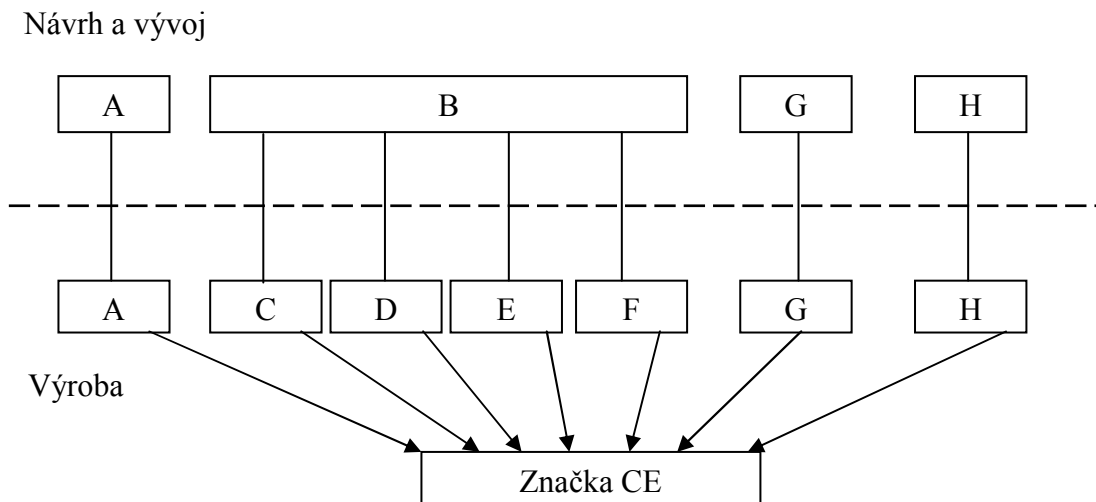 Návrh a vývoj
A B G H
A C D E F G H
Výroba
Značka CE